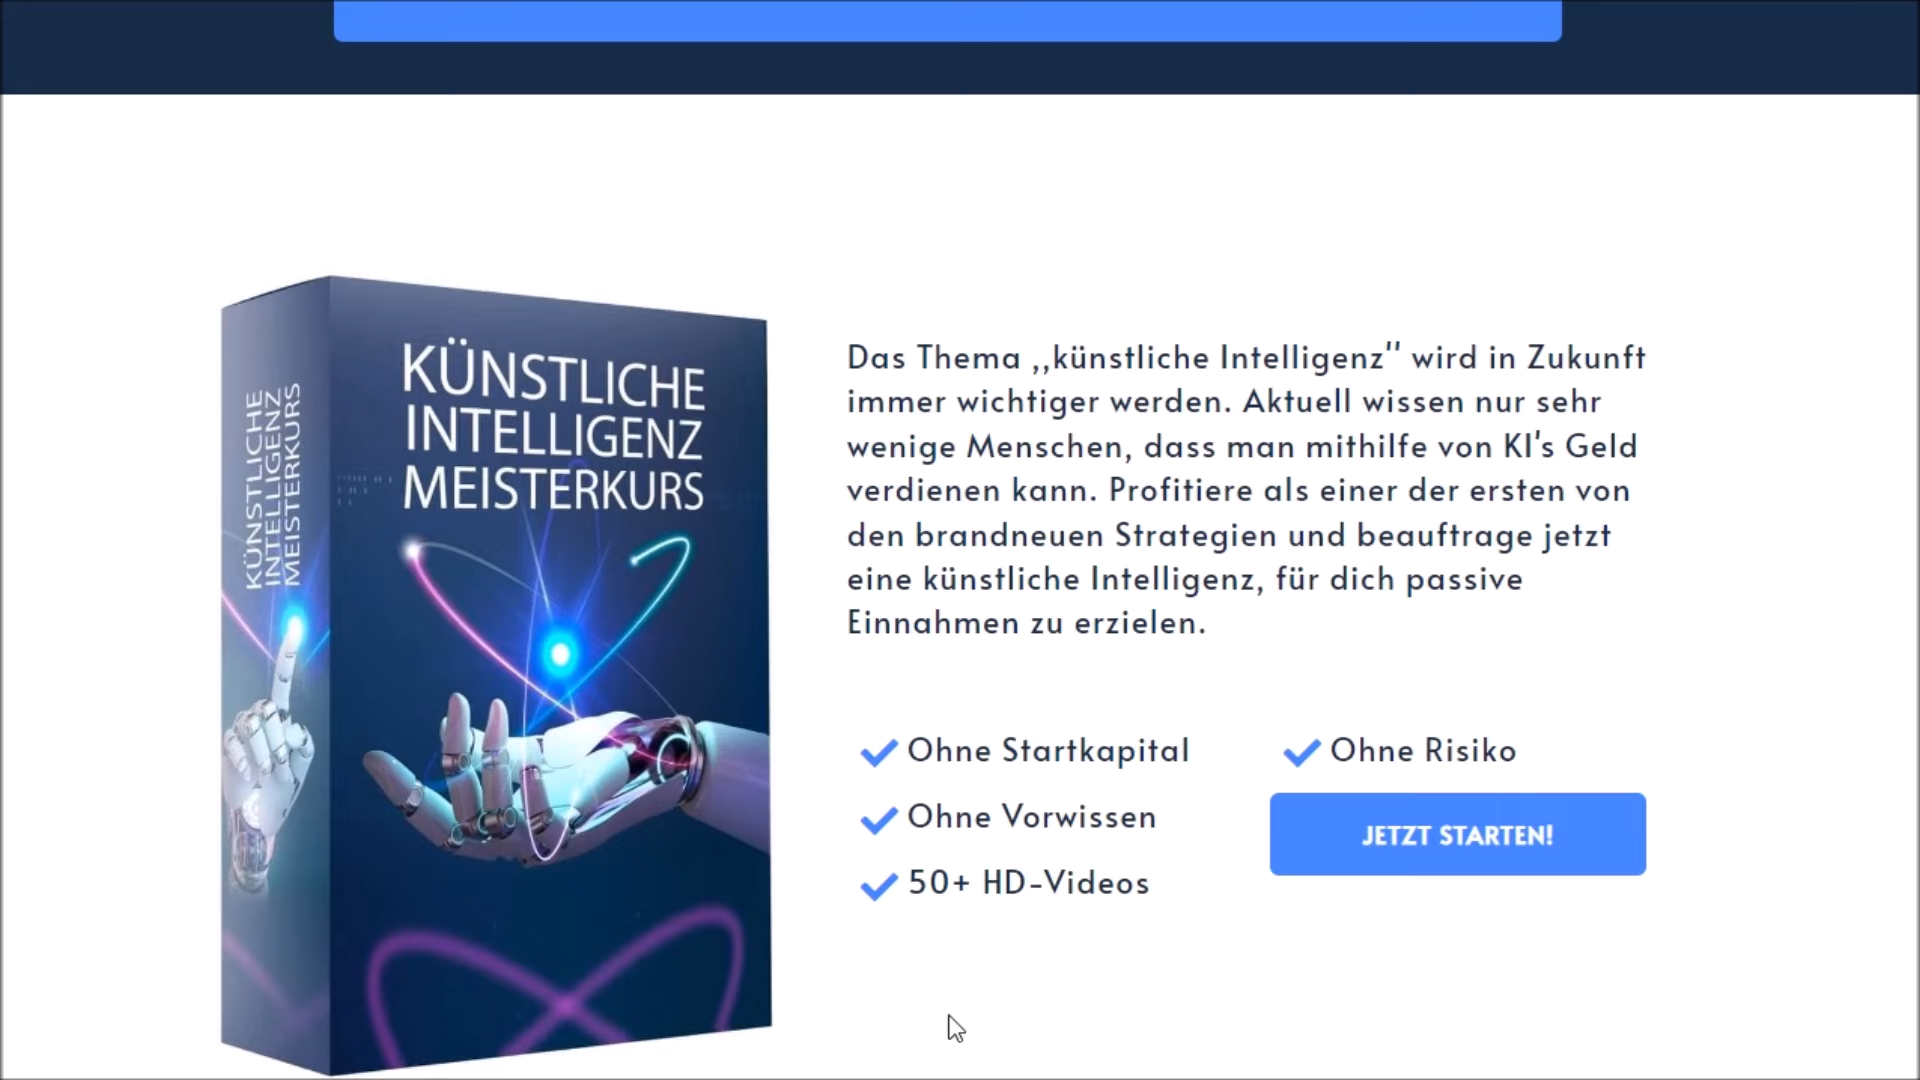 KÜNSTLICHE
INTELLIGENZ
MEISTERKURS
KÜNSTLICHE
INTELLIGENZ
MEISTERKURS
Das Thema ,,künstliche Intelligenz'' wird in Zukunft
immer wichtiger werden. Aktuell wissen nur sehr
wenige Menschen, dass man mithilfe von KI's Geld
verdienen kann. Profitiere als einer der ersten von
den brandneuen Strategien und beauftrage jetzt
eine künstliche Intelligenz, für dich passive
Einnahmen zu erzielen.
Ohne Startkapital
Ohne Vorwissen
50+ HD-Videos
Ohne Risiko
JETZT STARTEN!